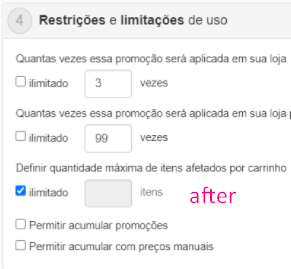 4 Restrições e limitações de uso
Quantas vezes essa promoção será aplicada em sua loja
ilimitado 3 vezes
Quantas vezes essa promoção será aplicada em sua loja
ilimitado 99 vezes
Definir quantidade máxima de itens afetados por carrinho
ilimitado itens after
Permitir acumular promoções
Permitir acumular com preços manuais